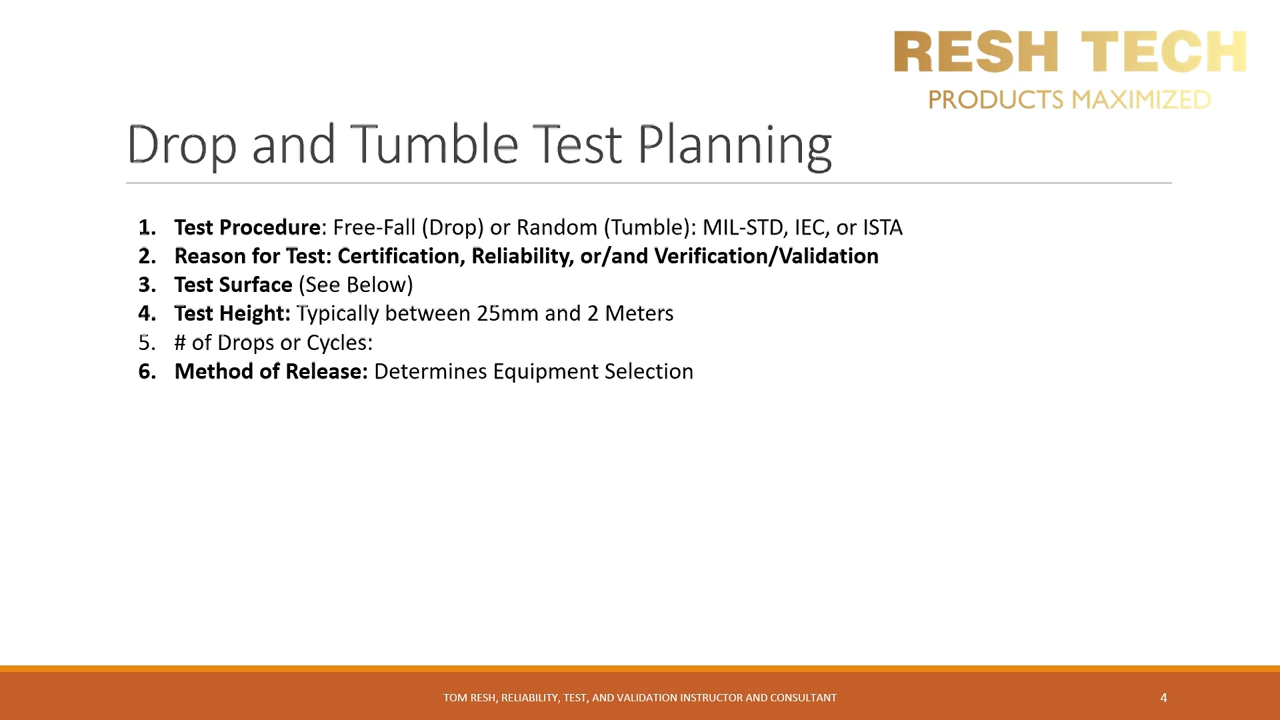 RESH TECH
PRODUCTS MAXIMIZED
Drop and Tumble Test Planning
1. Test Procedure: Free-Fall (Drop) or Random (Tumble): MIL-STD, IEC, or ISTA
2. Reason for Test: Certification, Reliability, or/and Verification/Validation
3. Test Surface (See Below)
4. Test Height: Typically between 25mm and 2 Meters
5. # of Drops or Cycles:
6. Method of Release: Determines Equipment Selection
TOM RESH, RELIABILITY, TEST, AND VALIDATION INSTRUCTOR AND CONSULTANT
4